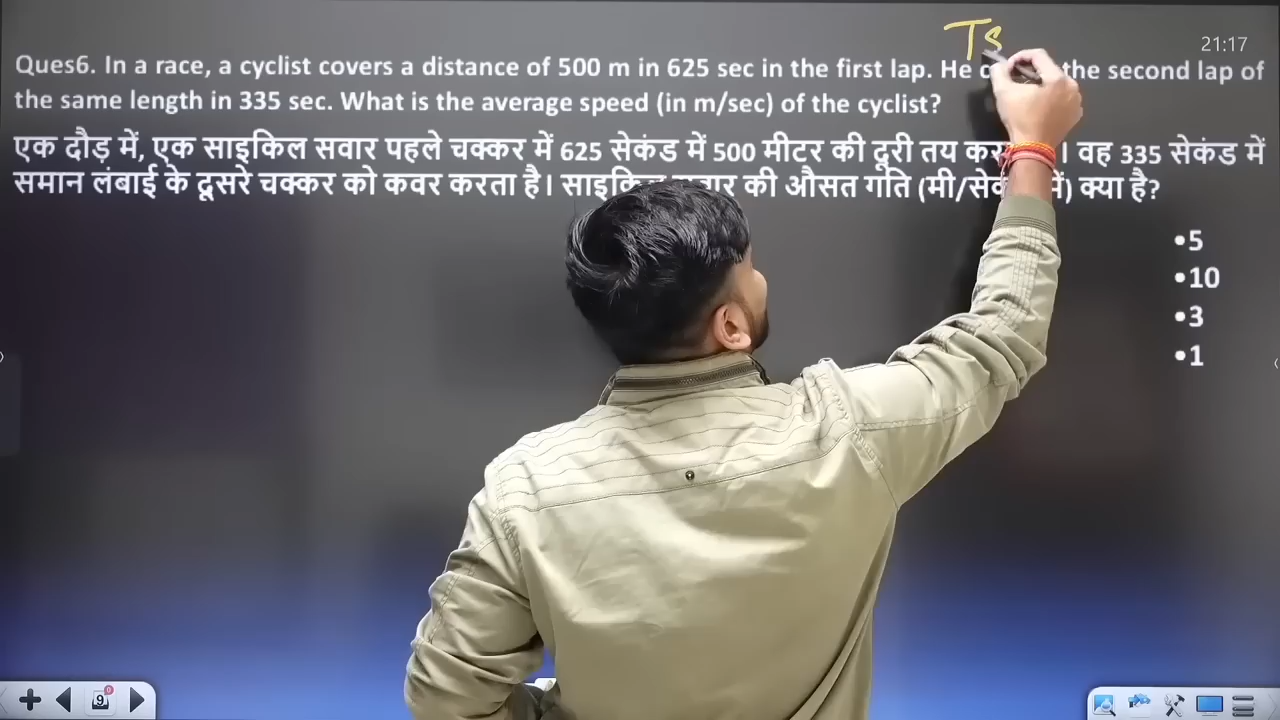 TS
21:17
Ques6. In a race, a cyclist covers a distance of 500 m in 625 sec in the first lap. He the second lap of
the same length in 335 sec. What is the average speed (in m/sec) of the cyclist?
एक दौड़ में, एक साइकिल सवार पहले चक्कर में 625 सेकंड में 500 मीटर की दूरी तय । वह 335 सेकंड में
समान लंबाई के दूसरे चक्कर को कवर करता है। की औसत गति (मी/ क्या है?
•5
•10
•3
•1
9